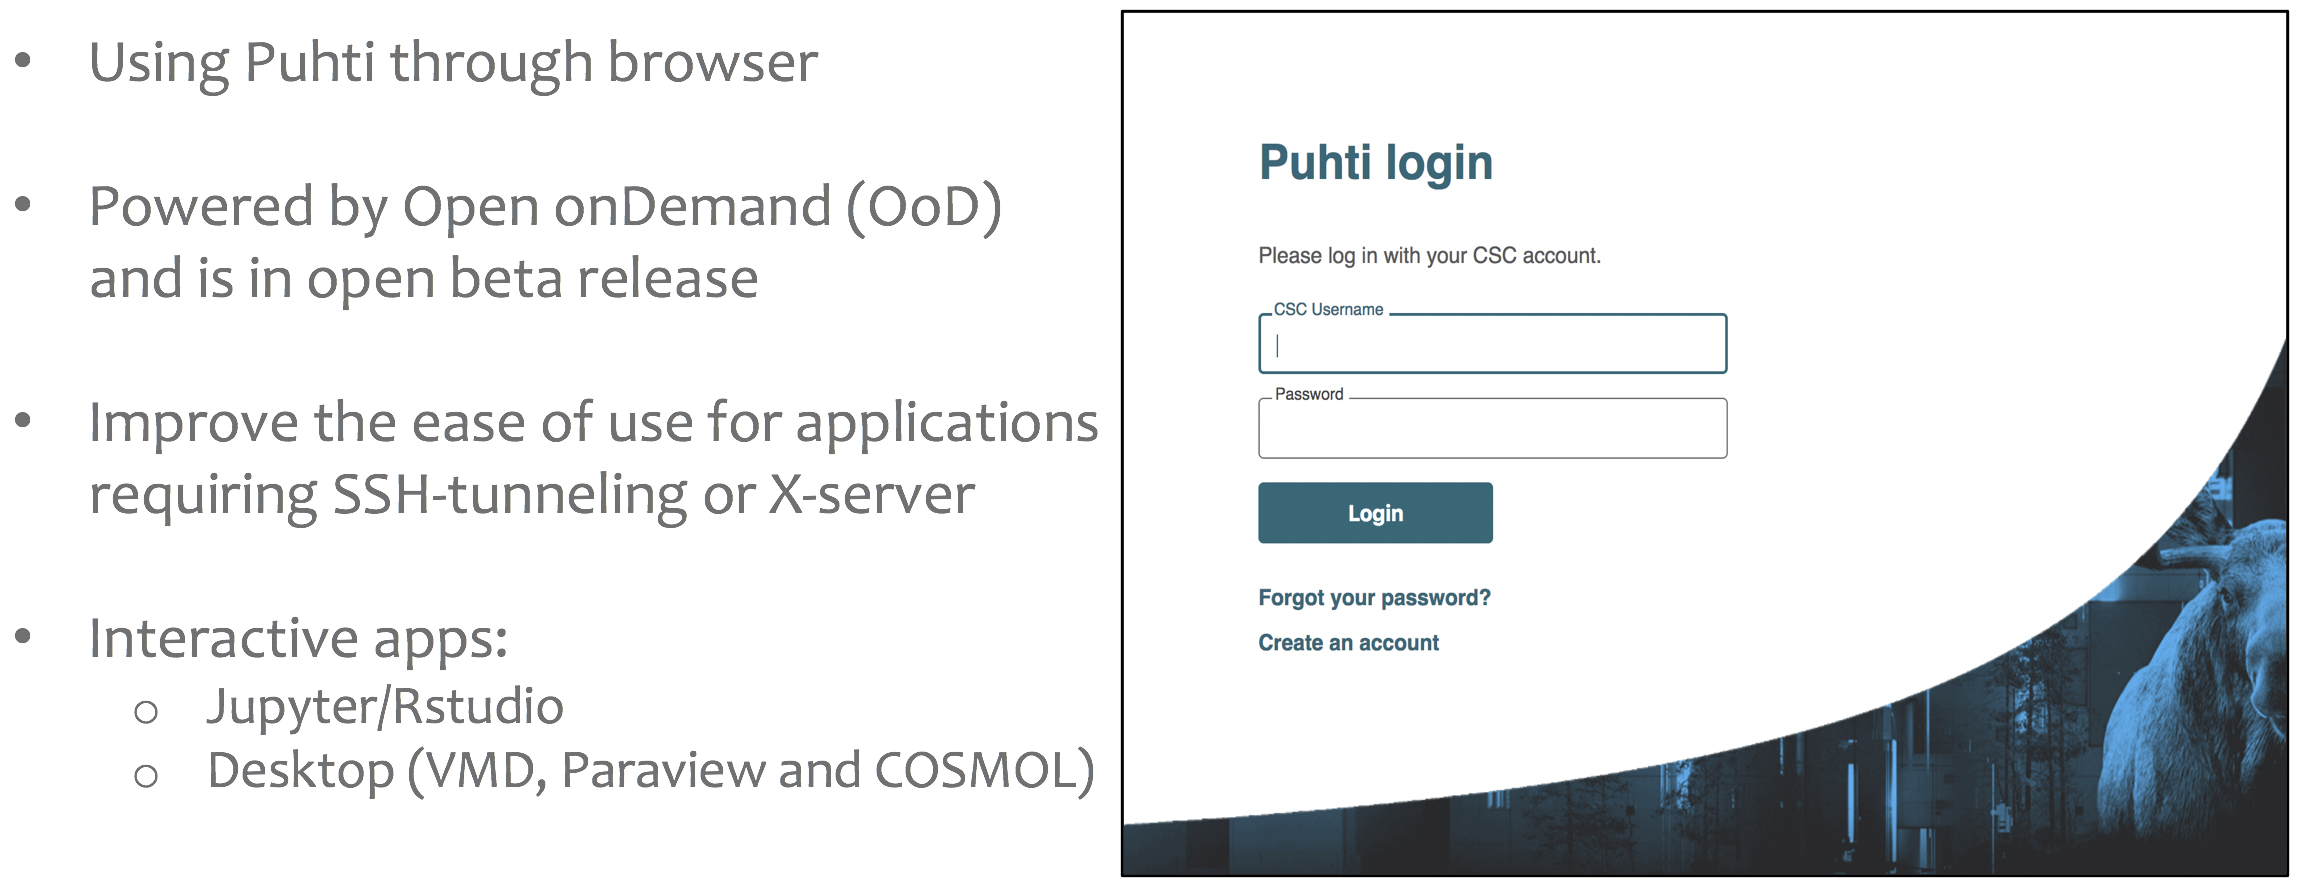 • Using Puhti through browser
• Powered by Open onDemand (OoD)
and is in open beta release
• Improve the ease of use for applications
requiring SSH-tunneling or X-server
• Interactive apps:
o Jupyter/Rstudio
o Desktop (VMD, Paraview and COSMOL)
Puhti login
Please log in with your CSC account.
CSC Username
Password
Login
Forgot your password?
Create an account